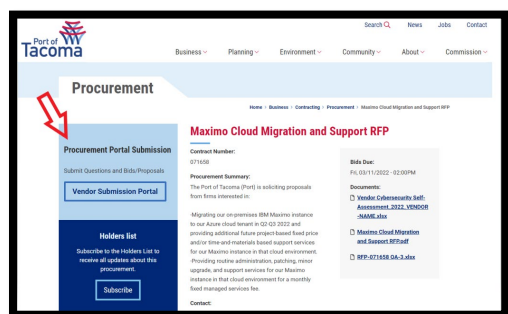 Search News Jobs Contact
Port of
Tacoma
Business Planning Environment Community About Commission
Procurement
Home / Business / Contracting / Procurement / Maximo Cloud Migration and Support RFP
Procurement Portal Submission
Submit Questions and Bids/Proposals
Vendor Submission Portal
Holders list
Subscribe to the Holders List to
receive all updates about this
procurement.
Subscribe
Maximo Cloud Migration and Support RFP
Contract Number:
071658
Procurement Summary:
The Port of Tacoma (Port) is soliciting proposals
from firms interested in:
-Migrating our on-premises IBM Maximo instance
to our Azure cloud tenant in Q2-Q3 2022 and
providing additional future project-based fixed price
and/or time-and-materials based support services
for our Maximo instance in that cloud environment.
-Providing routine administration, patching, minor
upgrade, and support services for our Maximo
instance in that cloud environment for a monthly
fixed managed services fee.
Contact:
Bids Due:
Fri, 03/11/2022 - 02:00PM
Documents:
Vendor Cybersecurity Self-
Assessment_2022_VENDOR
-NAME.xlsx
Maximo Cloud Migration
and Support RFP.pdf
RFP-071658 QA-3.xlsx